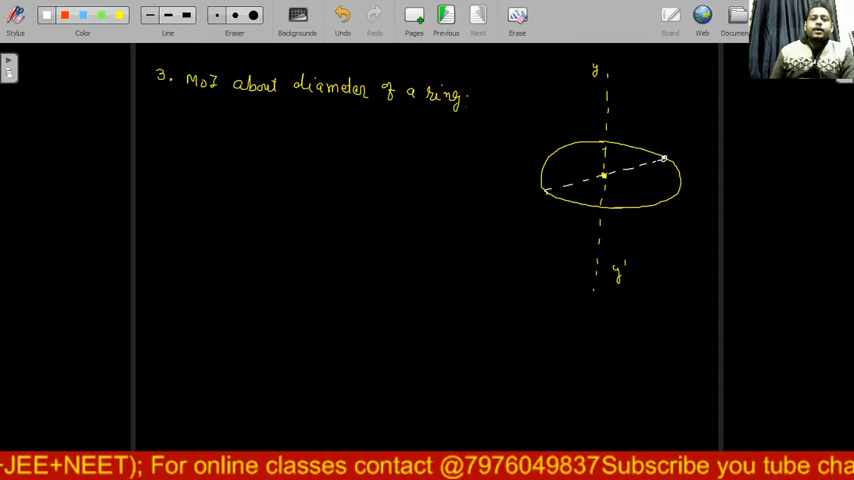 Stylus
Color
Line
Eraser
Backgrounds
Undo
Redo
Pages
Previous
Next
Erase
Board
Web
Documen
3. MOI about diameter of a ring.
y
y'
+JEE+NEET); For online classes contact @7976049837Subscribe you tube cha